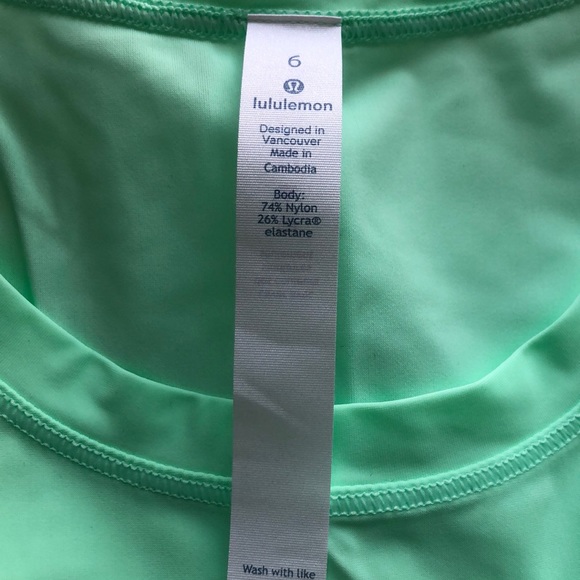 6
lululemon
Designed in
Vancouver
Made in
Cambodia
Body:
74% Nylon
26% Lycra®
elastane
Wash with like